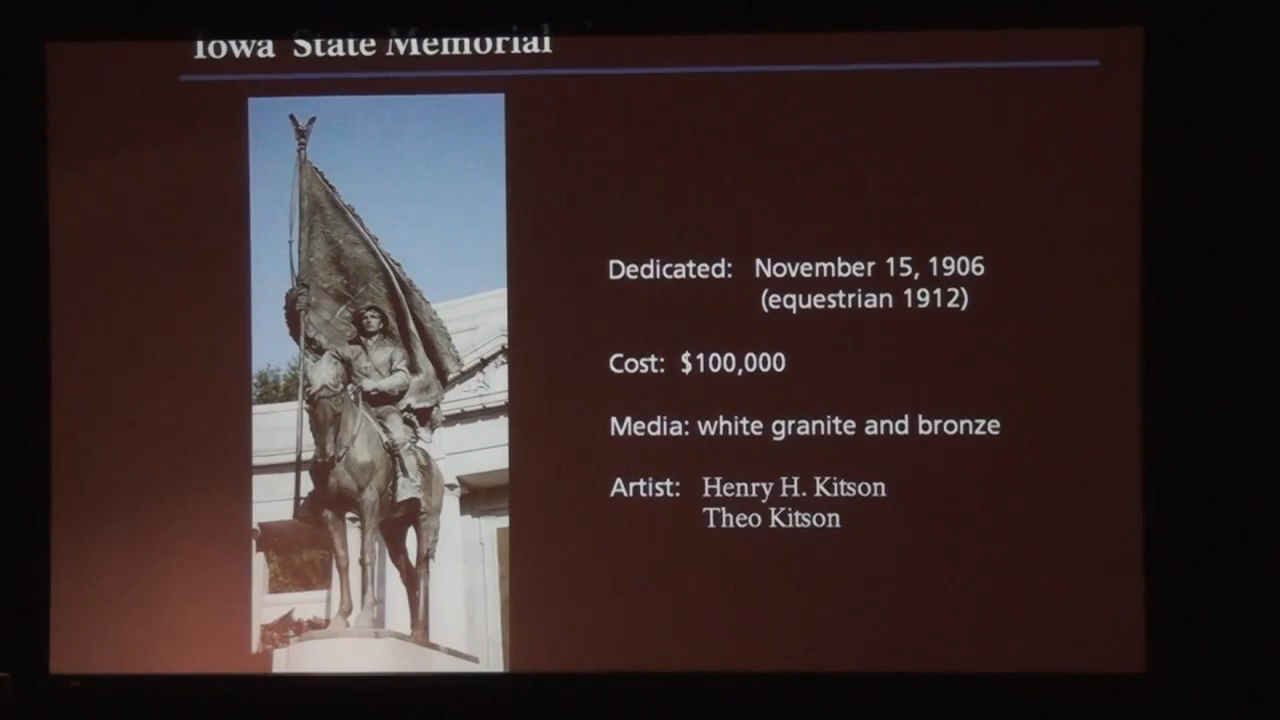 Iowa State Memorial
Dedicated: November 15, 1906
(equestrian 1912)
Cost: $100,000
Media: white granite and bronze
Artist: Henry H. Kitson
Theo Kitson